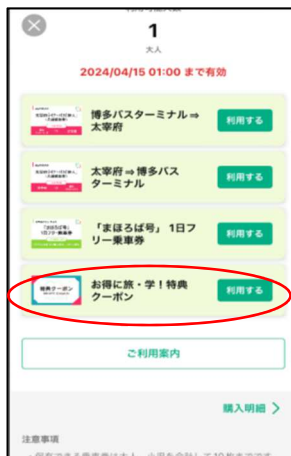 1
大人
2024/04/15 01:00 まで有効
博多バスターミナル⇒
太宰府
利用する
太宰府⇒博多バス
ターミナル
利用する
「まほろば号」 1日フ
リー乗車券
利用する
特典クーポン
お得に旅・学！特典
クーポン
利用する
ご利用案内
購入明細 >
注意事項